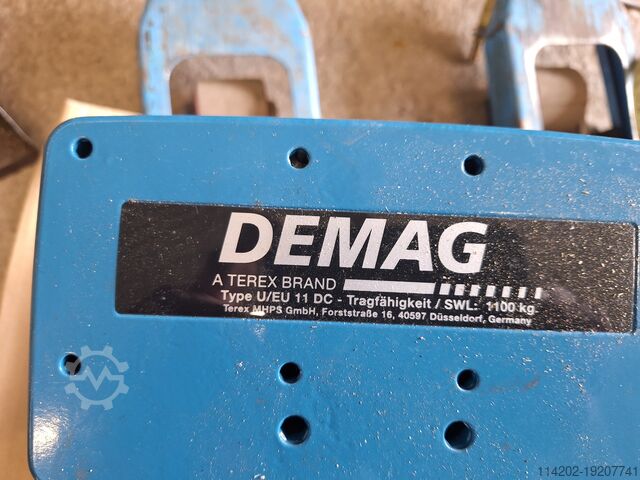 DEMAG
A TEREX BRAND
Type U/EU 11 DC - Tragfähigkeit / SWL: 1100 kg
Terex MHPS GmbH, Forststraße 16, 40597 Düsseldorf, Germany
114202-19207741